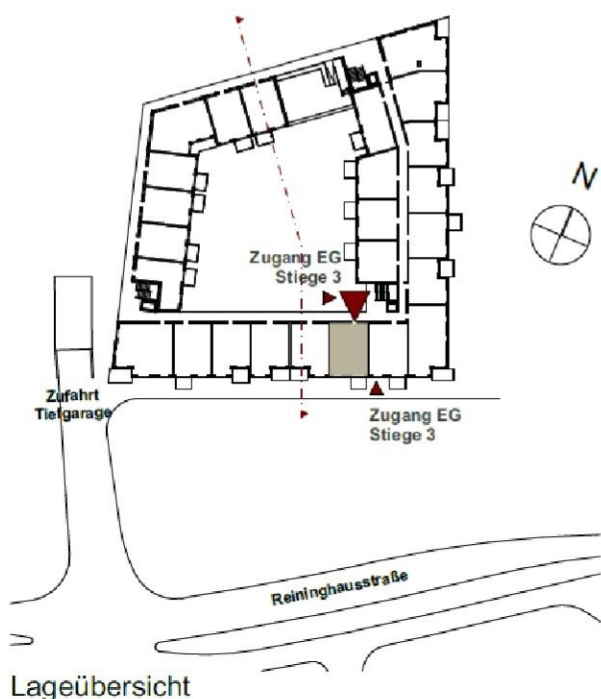 N
Zugang EG
Stiege 3
Zufahrt
Tiefgarage
Zugang EG
Stiege 3
Reininghausstraße
Lageübersicht